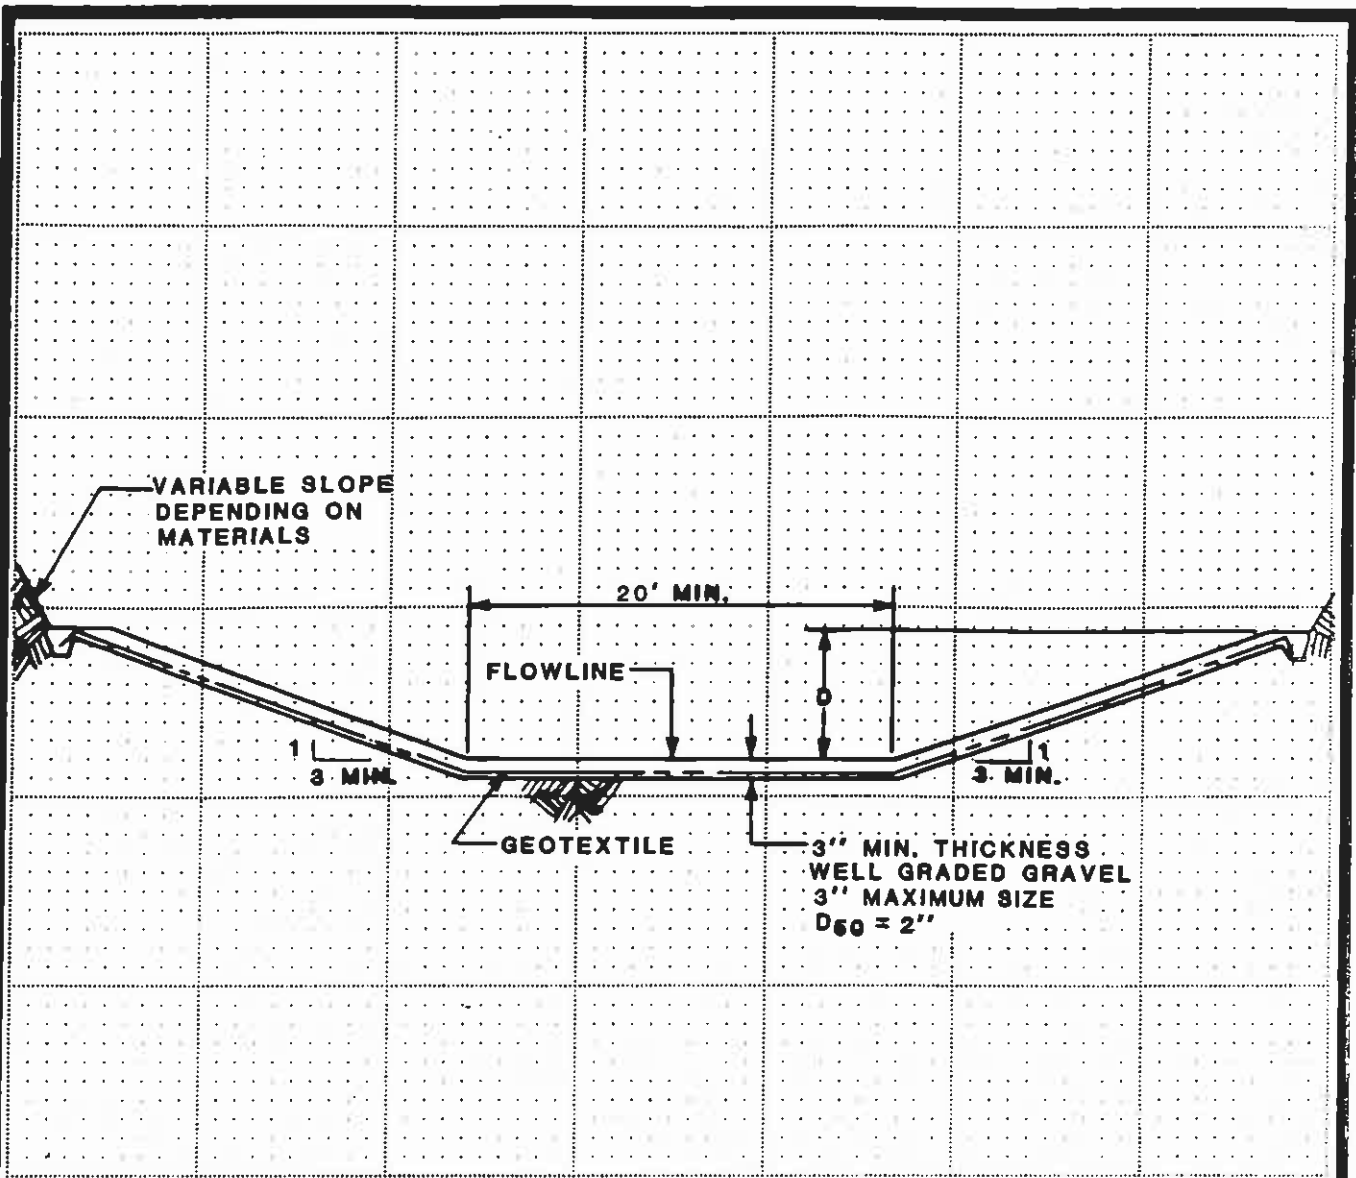 VARIABLE SLOPE
DEPENDING ON
MATERIALS
20' MIN.
FLOWLINE
D
1
3 MIN.
1
3 MIN.
GEOTEXTILE
3" MIN. THICKNESS
WELL GRADED GRAVEL
3" MAXIMUM SIZE
D50 = 2"